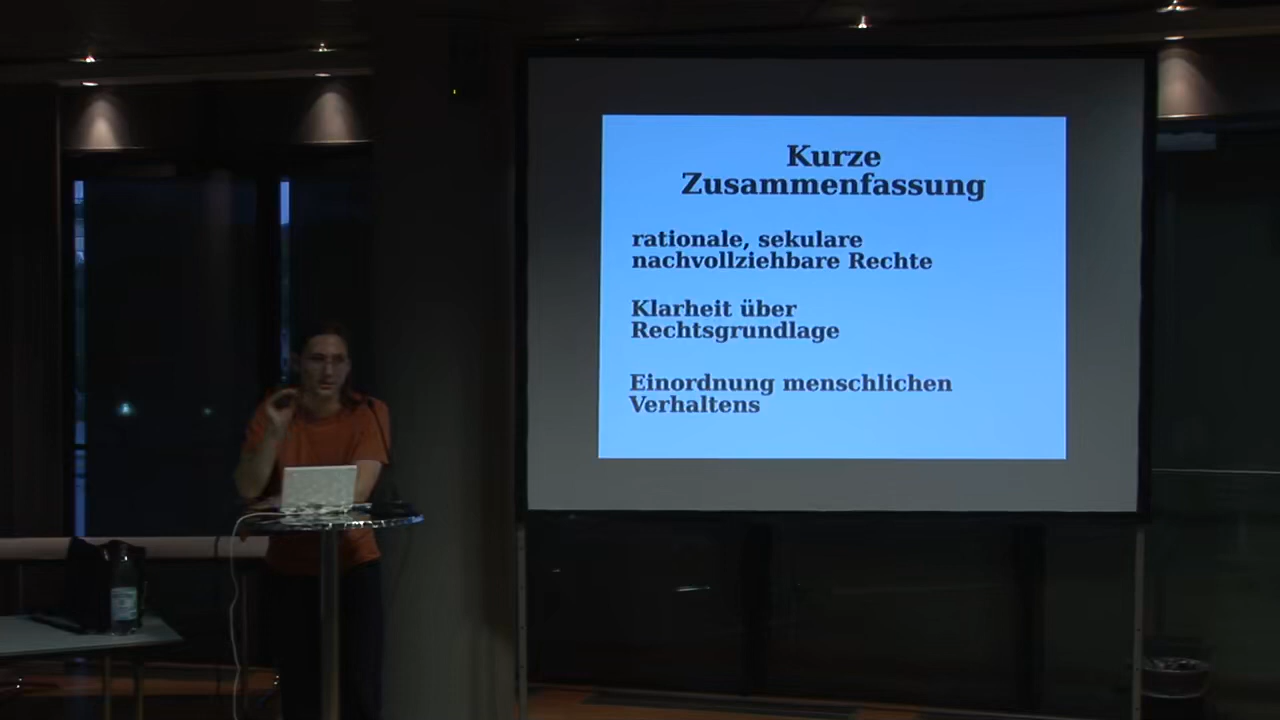 Kurze
Zusammenfassung
rationale, sekulare
nachvollziehbare Rechte
Klarheit über
Rechtsgrundlage
Einordnung menschlichen
Verhaltens